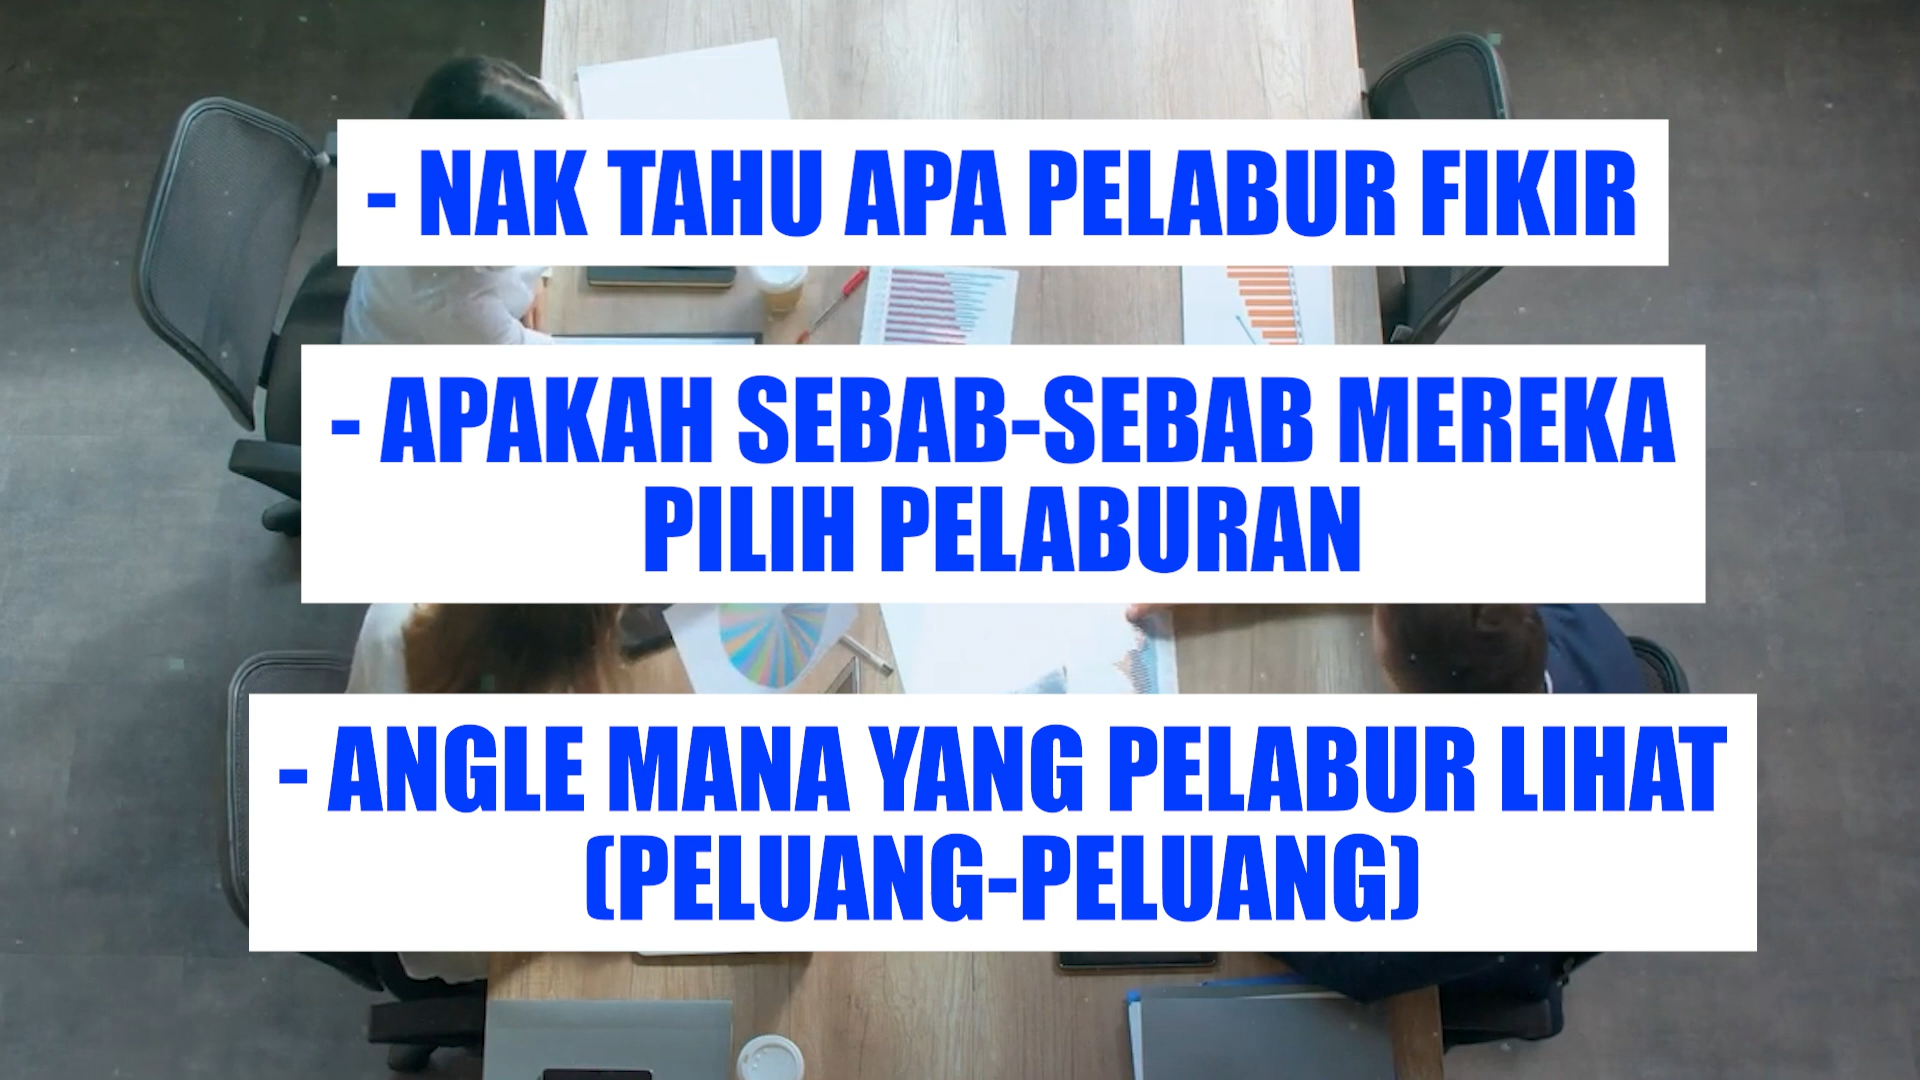 - NAK TAHU APA PELABUR FIKIR
- APAKAH SEBAB-SEBAB MEREKA
PILIH PELABURAN
- ANGLE MANA YANG PELABUR LIHAT
(PELUANG-PELUANG)